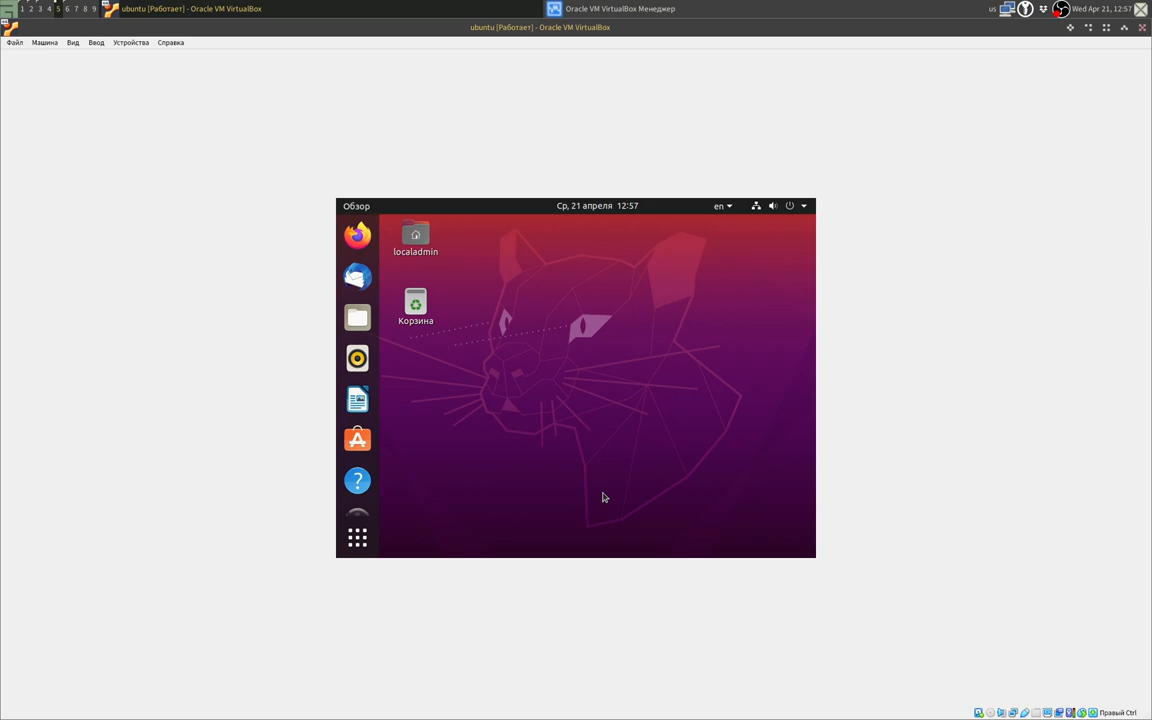 1 2 3 4 5 6 7 8 9 ubuntu [Работает] - Oracle VM VirtualBox Oracle VM VirtualBox Менеджер us Wed Apr 21, 12:57
ubuntu [Работает] - Oracle VM VirtualBox
Файл Машина Вид Ввод Устройства Справка
Обзор Ср, 21 апреля 12:57 en
localadmin
Корзина
Правый Ctrl